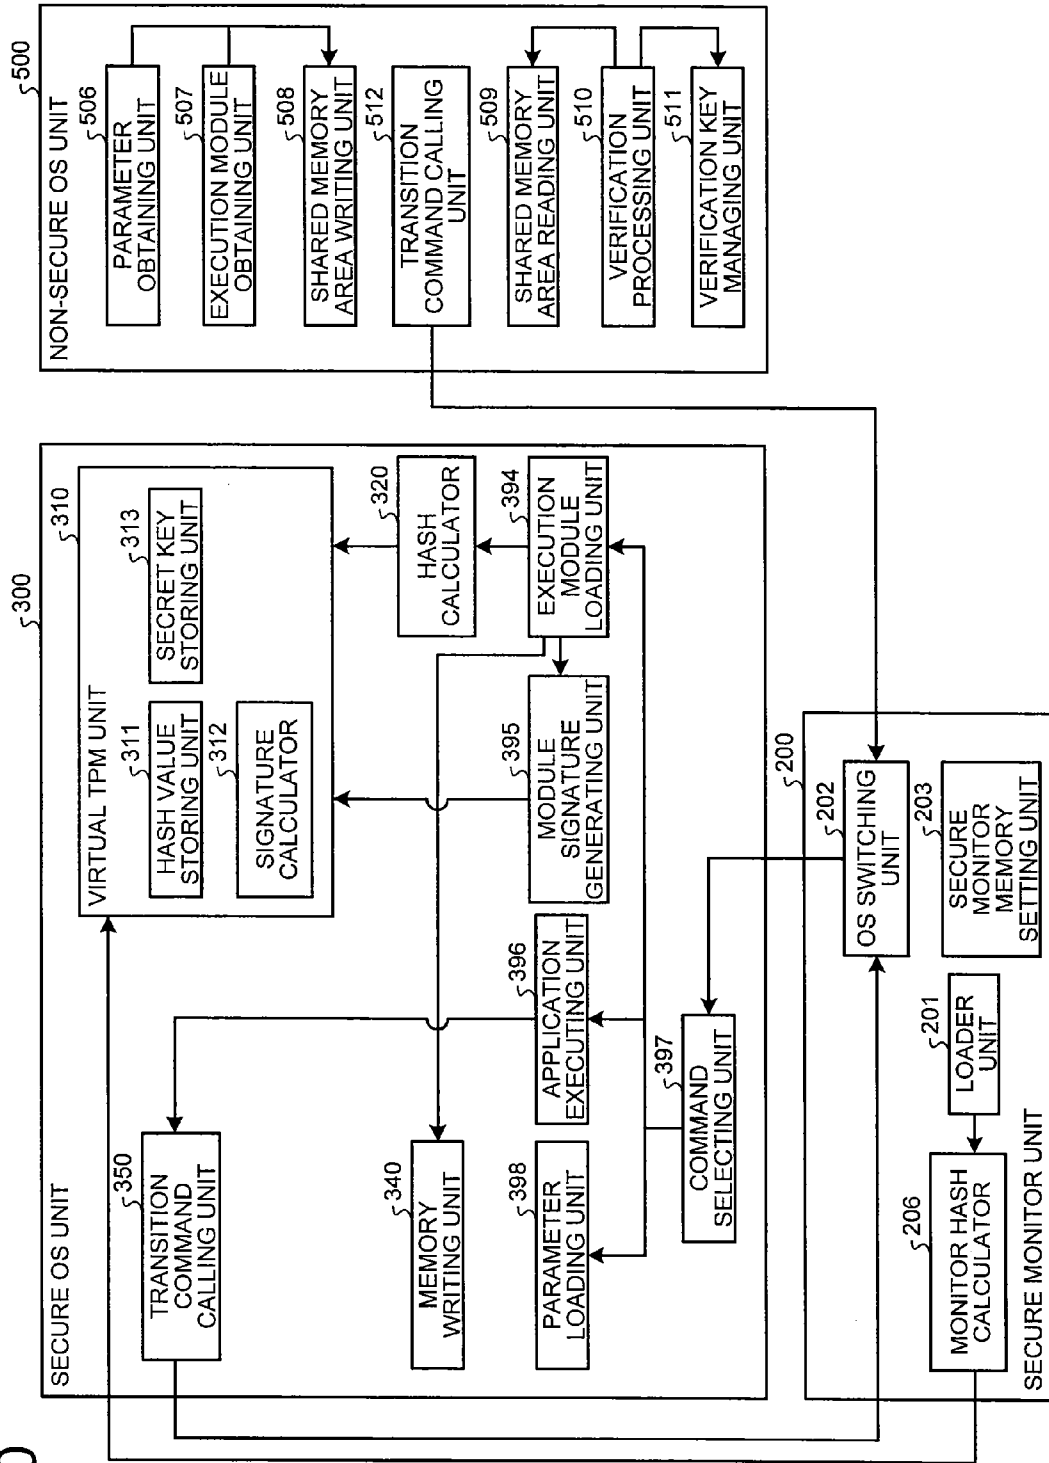 SECURE OS UNIT
300
VIRTUAL TPM UNIT
310
HASH VALUE
STORING UNIT
311
SECRET KEY
STORING UNIT
313
SIGNATURE
CALCULATOR
312
TRANSITION
COMMAND
CALLING UNIT
350
HASH
CALCULATOR
320
MEMORY
WRITING UNIT
340
PARAMETER
LOADING UNIT
398
APPLICATION
EXECUTING UNIT
396
MODULE
SIGNATURE
GENERATING UNIT
395
EXECUTION
MODULE
LOADING UNIT
394
COMMAND
SELECTING UNIT
397
NON-SECURE OS UNIT
500
PARAMETER
OBTAINING UNIT
506
EXECUTION MODULE
OBTAINING UNIT
507
SHARED MEMORY
AREA WRITING UNIT
508
TRANSITION
COMMAND CALLING
UNIT
512
SHARED MEMORY
AREA READING UNIT
509
VERIFICATION
PROCESSING UNIT
510
VERIFICATION KEY
MANAGING UNIT
511
200
OS SWITCHING
UNIT
202
SECURE
MONITOR
MEMORY
SETTING UNIT
203
LOADER
UNIT
201
MONITOR HASH
CALCULATOR
206
SECURE MONITOR UNIT